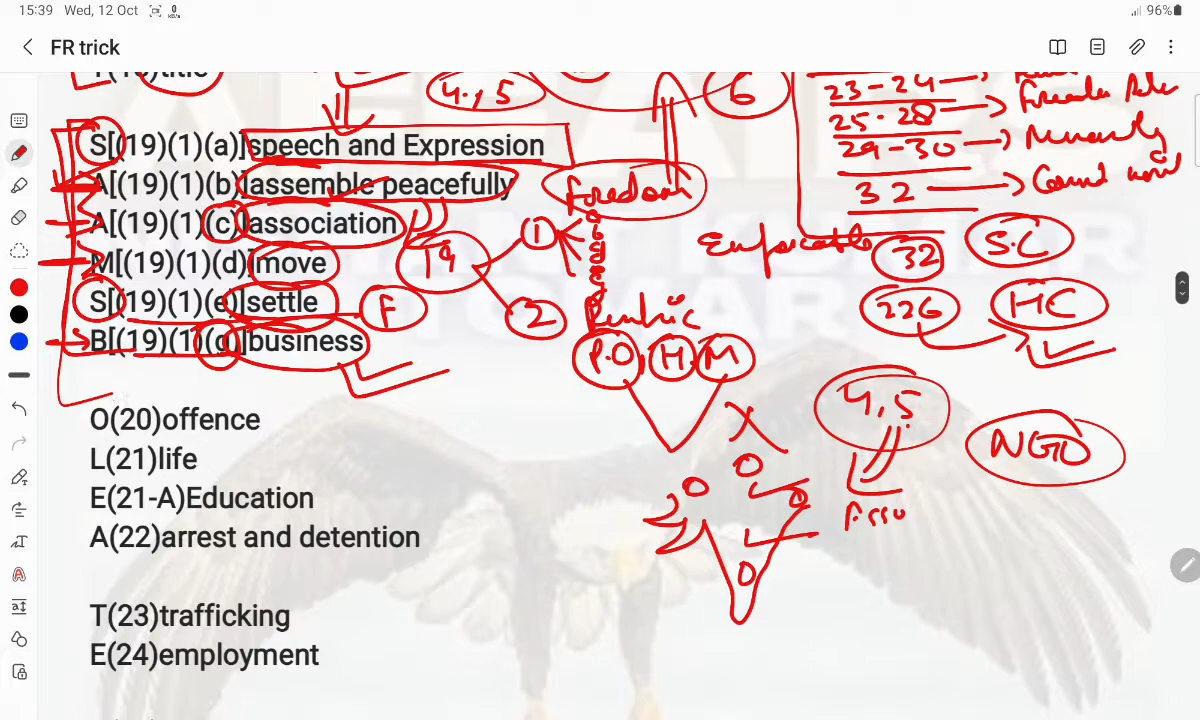 15:39 Wed, 12 Oct 96%
FR trick
title
S[(19)(1)(a)]speech and Expression
A[(19)(1)(b)]assemble peacefully
A[(19)(1)(c)]association
M[(19)(1)(d)]move
S[(19)(1)(e)]settle
B[(19)(1)(g)]business
O(20)offence
L(21)life
E(21-A)Education
A(22)arrest and detention
T(23)trafficking
E(24)employment
4,5
6
Freedom
19
1
2
F
P.O
H
M
4,5
Asso
NGO
23-24
25-28
29-30
32
Enforceable 32 S.C
226 HC